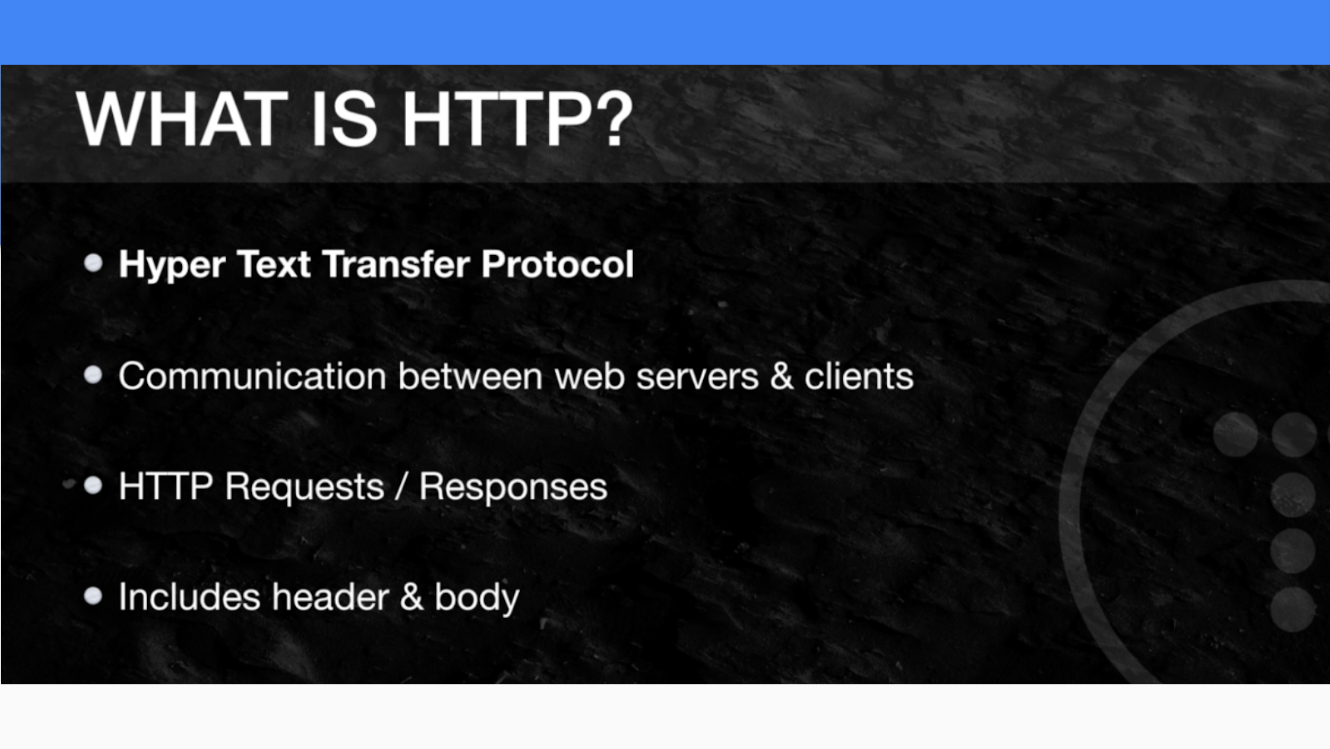 WHAT IS HTTP?
Hyper Text Transfer Protocol
Communication between web servers & clients
HTTP Requests / Responses
Includes header & body